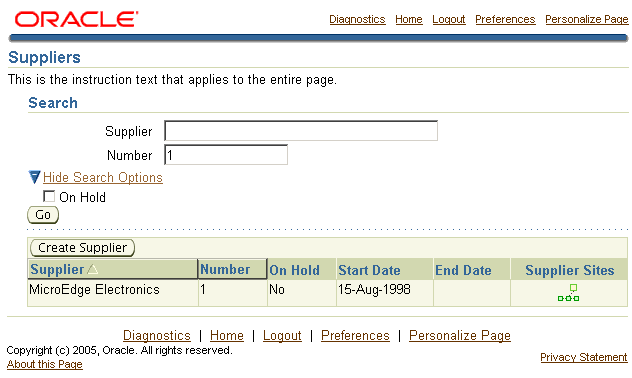 ORACLE®
Diagnostics Home Logout Preferences Personalize Page
Suppliers
This is the instruction text that applies to the entire page.
Search
Supplier
Number 1
Hide Search Options
On Hold
Go
Create Supplier
Supplier Number On Hold Start Date End Date Supplier Sites
MicroEdge Electronics 1 No 15-Aug-1998
Diagnostics | Home | Logout | Preferences | Personalize Page
Copyright (c) 2005, Oracle. All rights reserved.
About this Page Privacy Statement